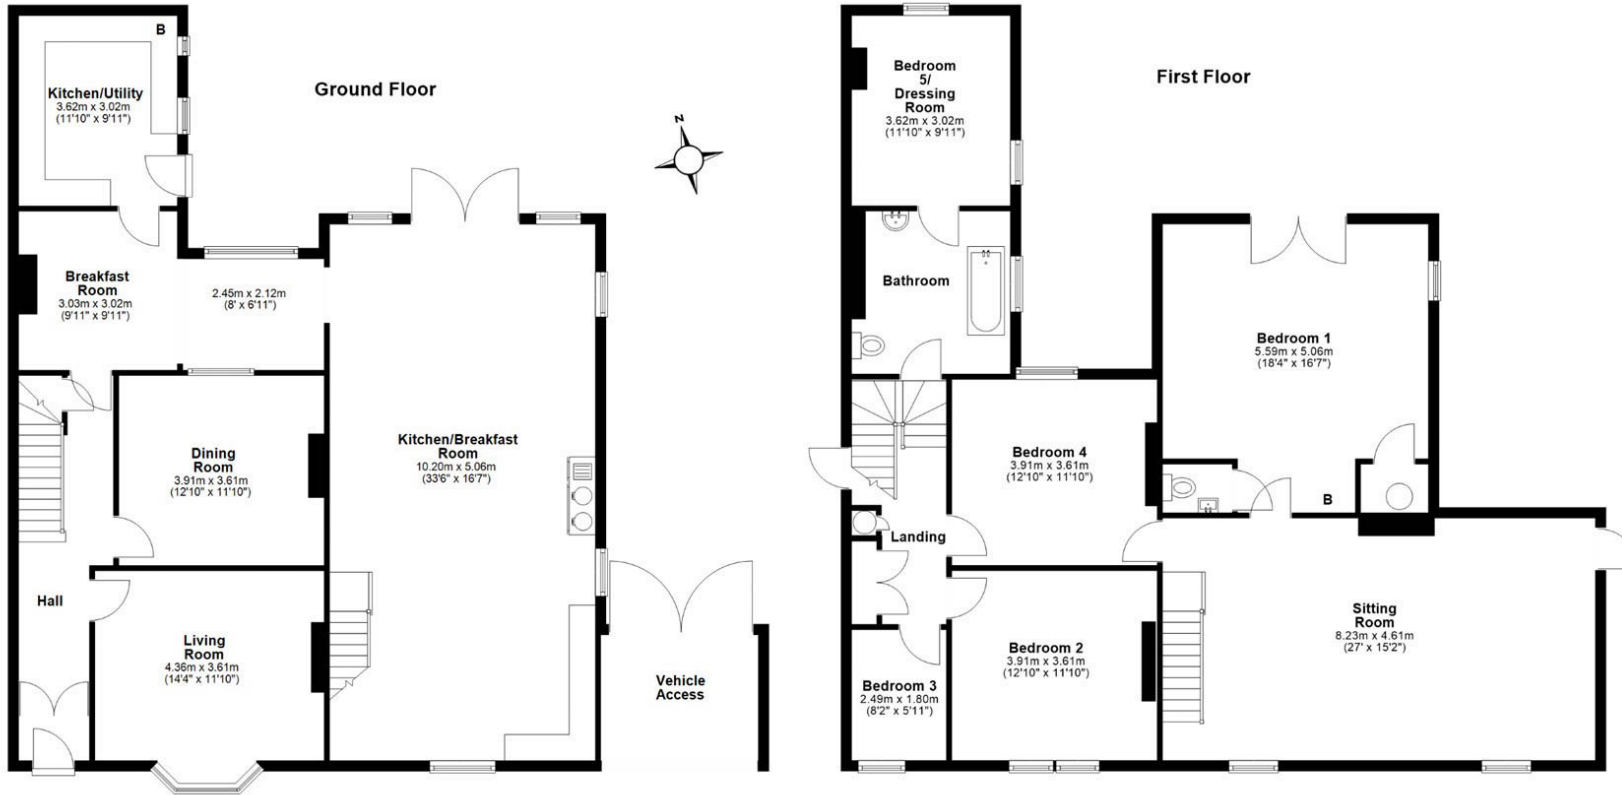 Ground Floor
B
Kitchen/Utility
3.62m x 3.02m
(11'10" x 9'11")
N
Breakfast
Room
3.03m x 3.02m
(9'11" x 9'11")
2.45m x 2.12m
(8' x 6'11")
Dining
Room
3.91m x 3.61m
(12'10" x 11'10")
Kitchen/Breakfast
Room
10.20m x 5.06m
(33'6" x 16'7")
Hall
Living
Room
4.36m x 3.61m
(14'4" x 11'10")
Vehicle
Access
First Floor
Bedroom
5/
Dressing
Room
3.62m x 3.02m
(11'10" x 9'11")
Bathroom
Bedroom 1
5.59m x 5.06m
(18'4" x 16'7")
Bedroom 4
3.91m x 3.61m
(12'10" x 11'10")
B
Landing
Sitting
Room
8.23m x 4.61m
(27' x 15'2")
Bedroom 2
3.91m x 3.61m
(12'10" x 11'10")
Bedroom 3
2.49m x 1.80m
(8'2" x 5'11")